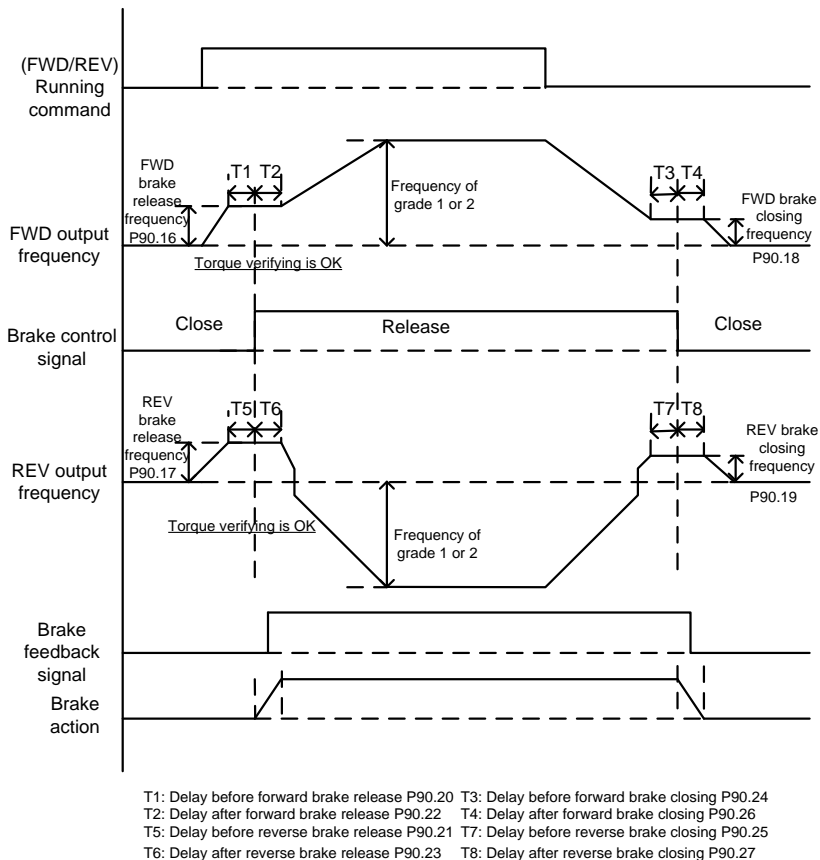 (FWD/REV)
Running
command
FWD
brake
release
frequency
P90.16
T1 T2
T3 T4
Frequency of
grade 1 or 2
FWD brake
closing
frequency
P90.18
FWD output
frequency
Torque verifying is OK
Close
Release
Close
Brake control
signal
REV
brake
release
frequency
P90.17
T5 T6
T7 T8
REV brake
closing
frequency
P90.19
REV output
frequency
Torque verifying is OK
Frequency of
grade 1 or 2
Brake
feedback
signal
Brake
action
T1: Delay before forward brake release P90.20 T3: Delay before forward brake closing P90.24
T2: Delay after forward brake release P90.22 T4: Delay after forward brake closing P90.26
T5: Delay before reverse brake release P90.21 T7: Delay before reverse brake closing P90.25
T6: Delay after reverse brake release P90.23 T8: Delay after reverse brake closing P90.27